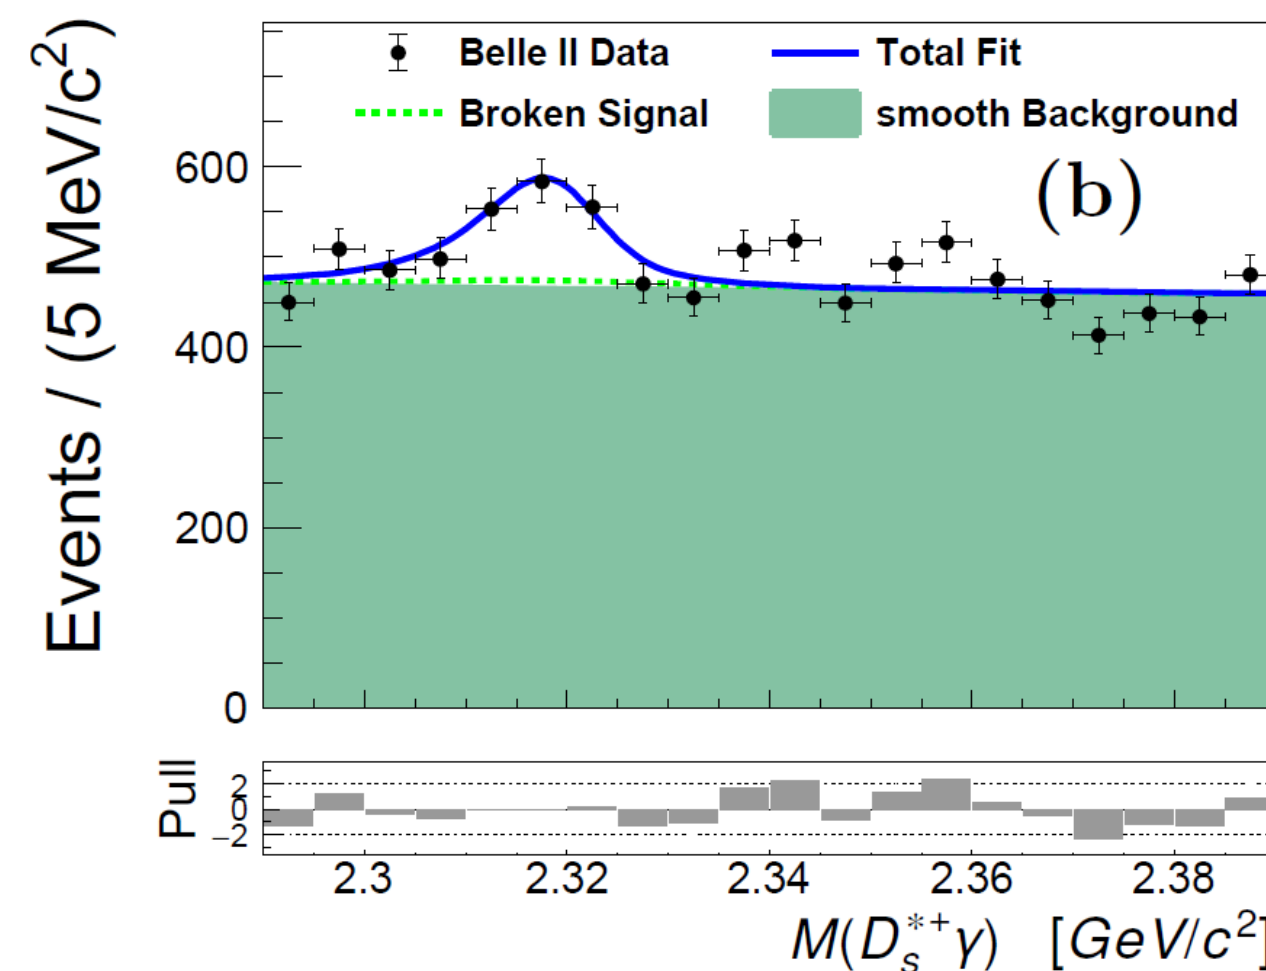 Belle II Data
Total Fit
Broken Signal
smooth Background
(b)
Events / (5 MeV/c²)
600
400
200
0
Pull
2
0
−2
2.3 2.32 2.34 2.36 2.38
M(D_s^{*+}γ) [GeV/c²]